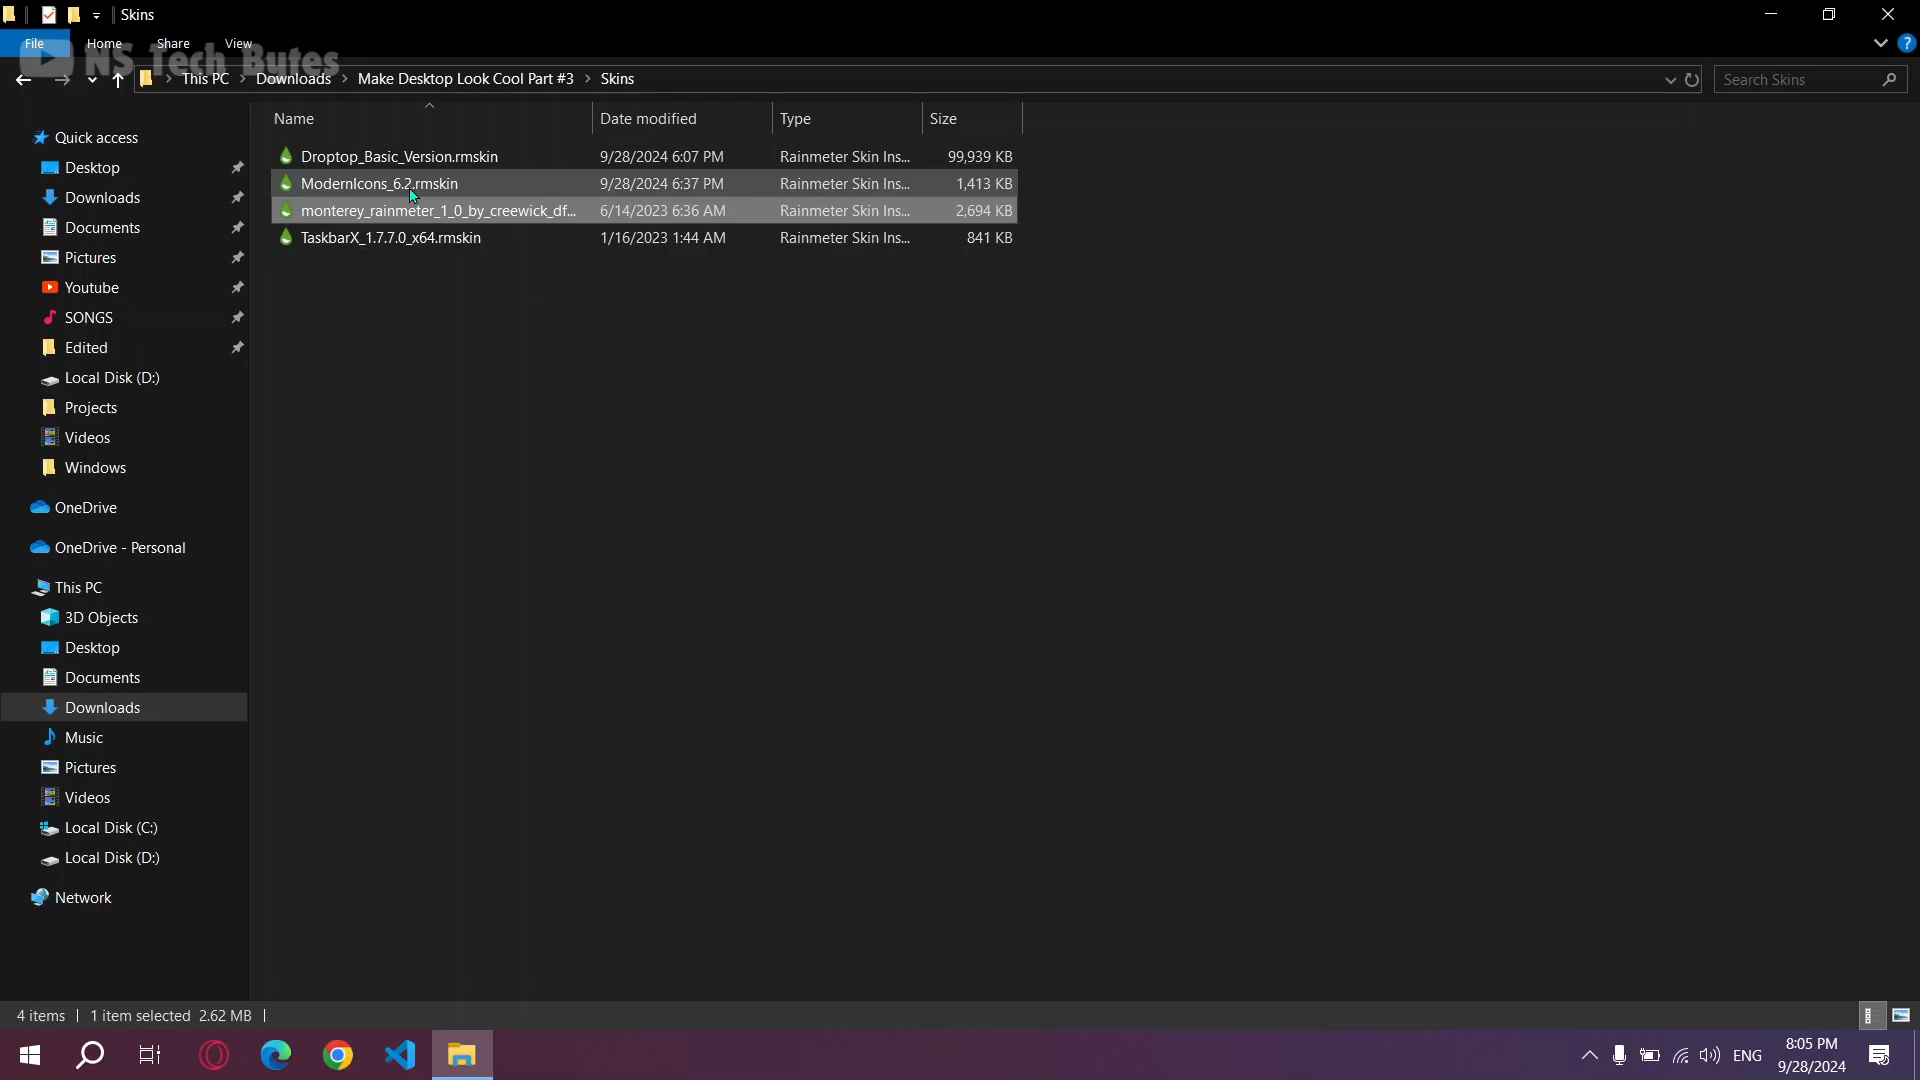 Skins
File Home Share View
NS Tech Butes
This PC Downloads Make Desktop Look Cool Part #3 Skins
Search Skins
Name Date modified Type Size
Droptop_Basic_Version.rmskin 9/28/2024 6:07 PM Rainmeter Skin Ins... 99,939 KB
ModernIcons_6.2.rmskin 9/28/2024 6:37 PM Rainmeter Skin Ins... 1,413 KB
monterey_rainmeter_1_0_by_creewick_df... 6/14/2023 6:36 AM Rainmeter Skin Ins... 2,694 KB
TaskbarX_1.7.7.0_x64.rmskin 1/16/2023 1:44 AM Rainmeter Skin Ins... 841 KB
Quick access
Desktop
Downloads
Documents
Pictures
Youtube
SONGS
Edited
Local Disk (D:)
Projects
Videos
Windows
OneDrive
OneDrive - Personal
This PC
3D Objects
Desktop
Documents
Downloads
Music
Pictures
Videos
Local Disk (C:)
Local Disk (D:)
Network
4 items 1 item selected 2.62 MB
ENG
8:05 PM
9/28/2024